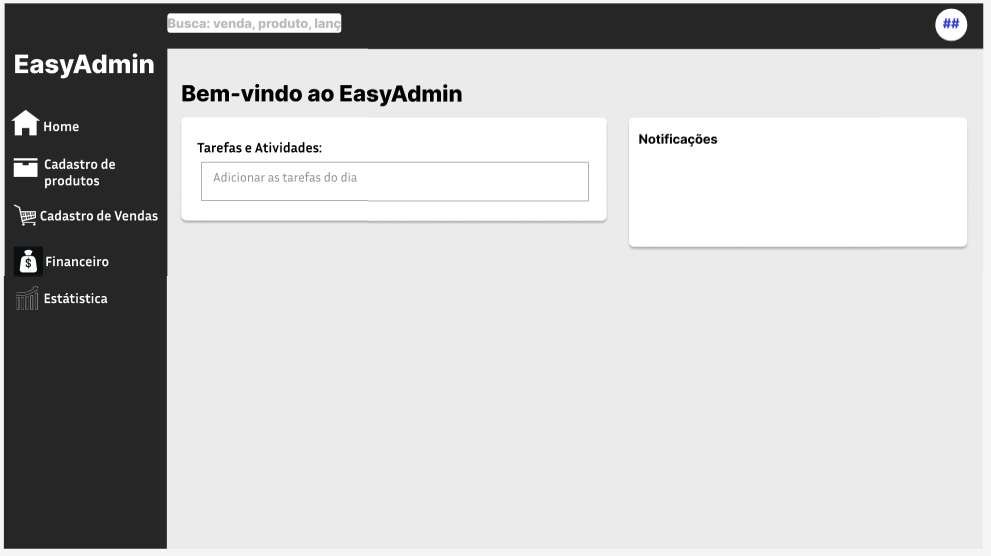 Busca: venda, produto, lanç
##
EasyAdmin
Home
Cadastro de
produtos
Cadastro de Vendas
$
Financeiro
Estátistica
Bem-vindo ao EasyAdmin
Tarefas e Atividades:
Adicionar as tarefas do dia
Notificações